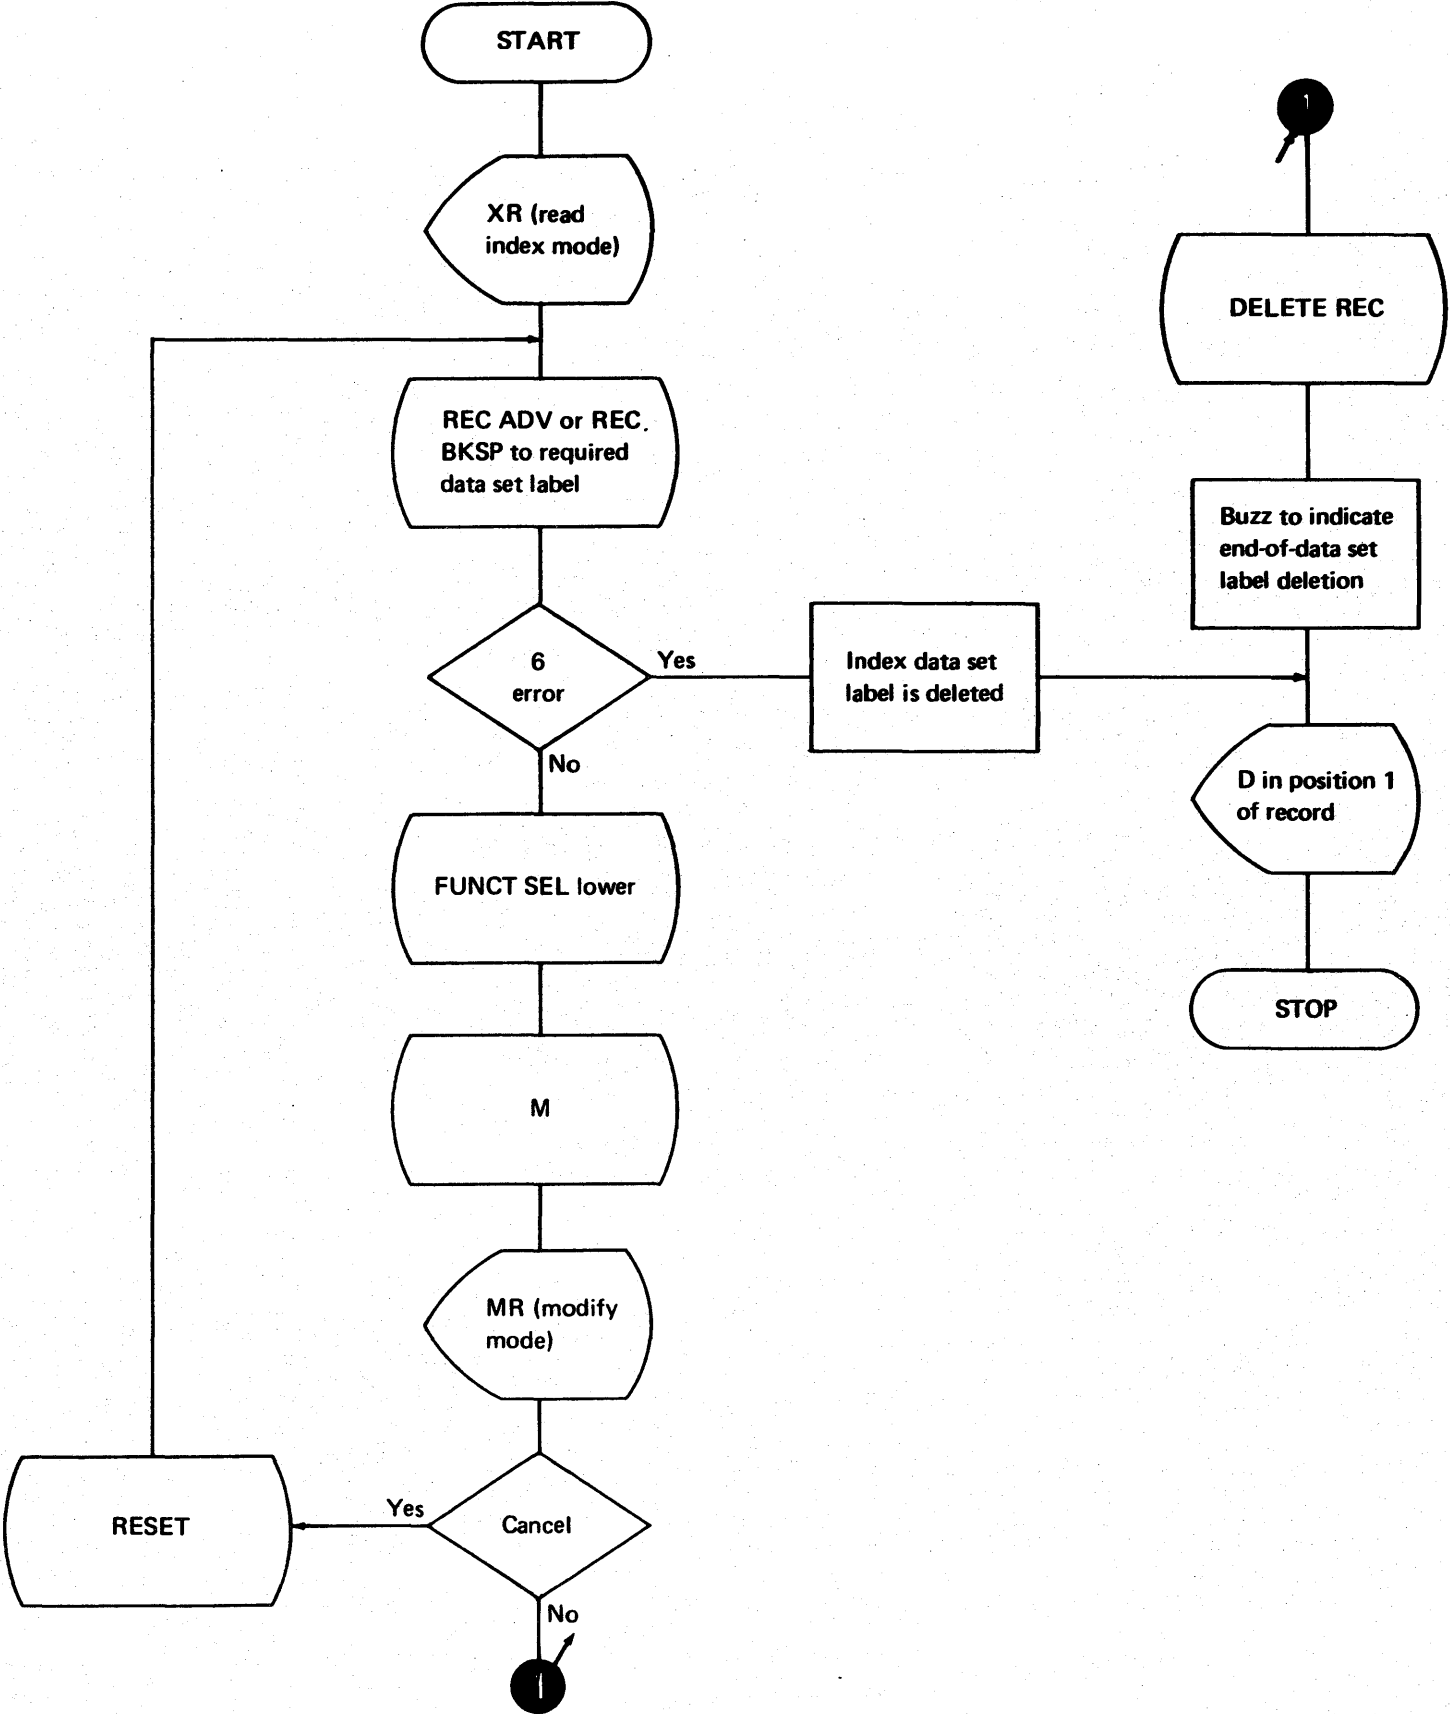 START
XR (read
index mode)
REC ADV or REC.
BKSP to required
data set label
6
error
Yes
No
Index data set
label is deleted
FUNCT SEL lower
M
MR (modify
mode)
Cancel
Yes
No
RESET
1
1
DELETE REC
Buzz to indicate
end-of-data set
label deletion
D in position 1
of record
STOP